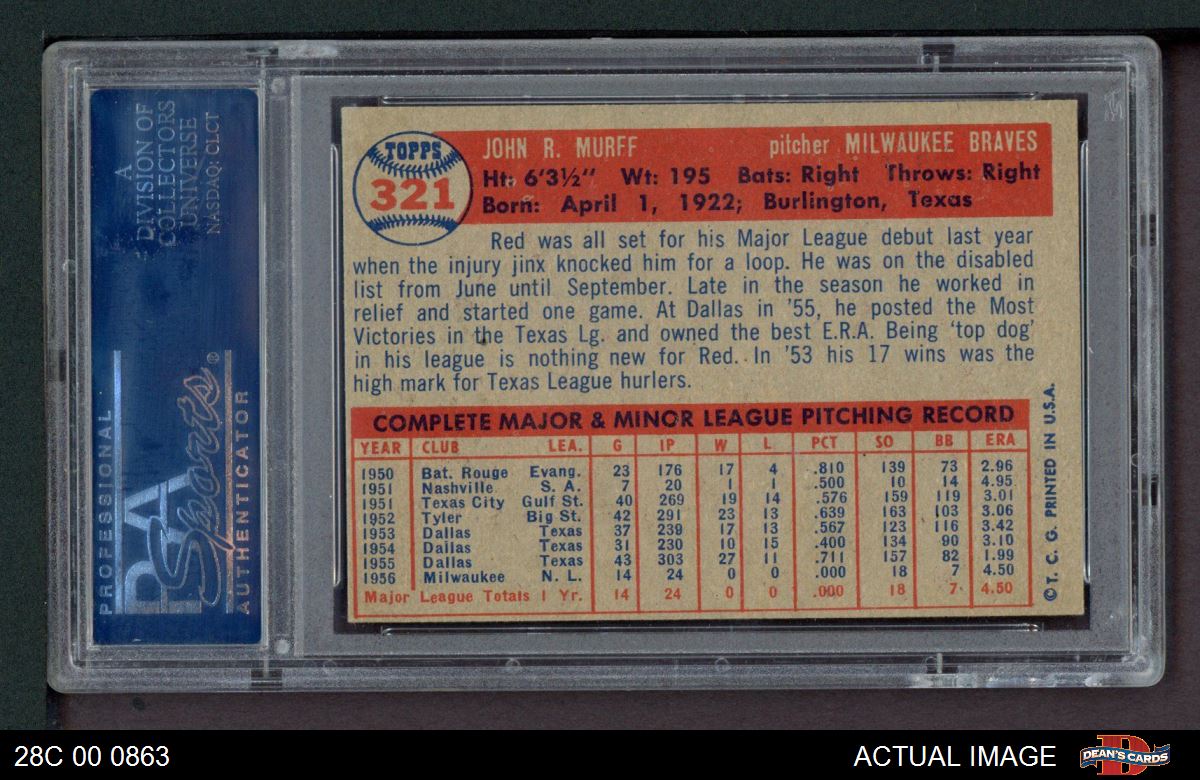 A
DIVISION OF
COLLECTORS
UNIVERSE
NASDAQ: CLCT
PROFESSIONAL
PSA
Sports®
AUTHENTICATOR
TOPPS
321
JOHN R. MURFF pitcher MILWAUKEE BRAVES
Ht: 6'3½" Wt: 195 Bats: Right Throws: Right
Born: April 1, 1922; Burlington, Texas
Red was all set for his Major League debut last year
when the injury jinx knocked him for a loop. He was on the disabled
list from June until September. Late in the season he worked in
relief and started one game. At Dallas in '55, he posted the Most
Victories in the Texas Lg. and owned the best E.R.A. Being 'top dog'
in his league is nothing new for Red. In '53 his 17 wins was the
high mark for Texas League hurlers.
COMPLETE MAJOR & MINOR LEAGUE PITCHING RECORD
YEAR CLUB LEA. G IP W L PCT SO BB ERA
1950 Bat. Rouge Evang. 23 176 17 4 .810 139 73 2.96
1951 Nashville S. A. 7 20 1 1 .500 10 14 4.95
1951 Texas City Gulf St. 40 269 19 14 .576 159 119 3.01
1952 Tyler Big St. 42 291 23 13 .639 163 103 3.06
1953 Dallas Texas 37 239 17 13 .567 123 116 3.42
1954 Dallas Texas 31 230 10 15 .400 134 90 3.10
1955 Dallas Texas 43 303 27 11 .711 157 82 1.99
1956 Milwaukee N. L. 14 24 0 0 .000 18 7 4.50
Major League Totals 1 Yr. 14 24 0 0 .000 18 7 4.50
© T. C. G. PRINTED IN U.S.A.
28C 00 0863
ACTUAL IMAGE
DEAN'S CARDS